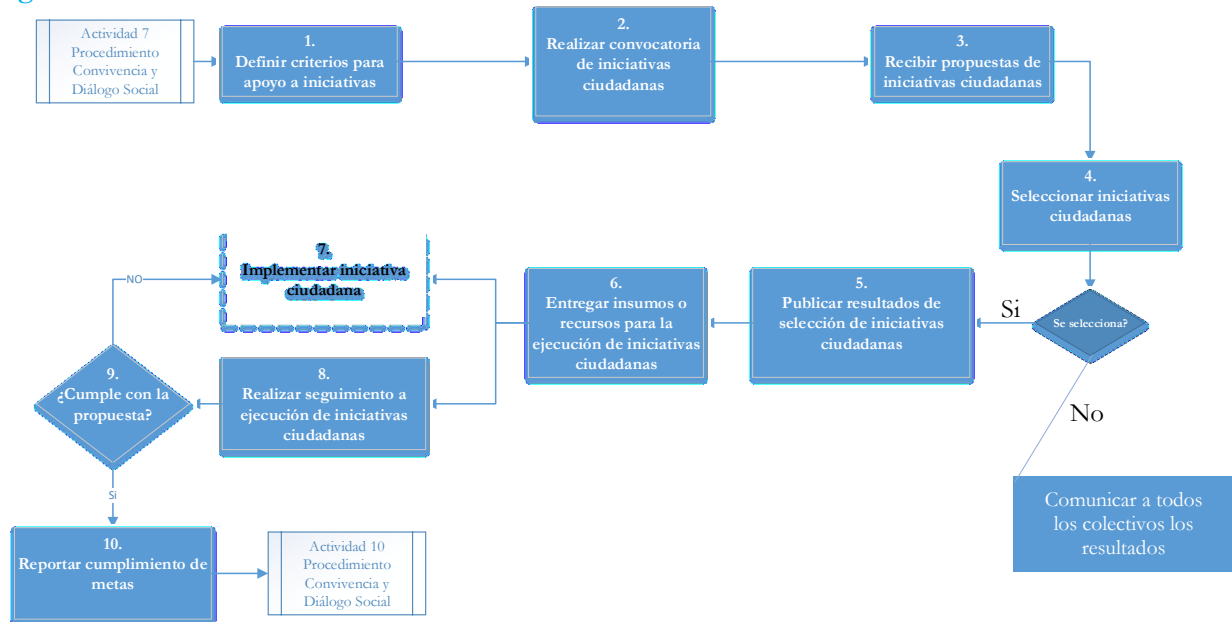 Actividad 7
Procedimiento
Convivencia y
Diálogo Social
1.
Definir criterios para
apoyo a iniciativas
2.
Realizar convocatoria
de iniciativas
ciudadanas
3.
Recibir propuestas de
iniciativas ciudadanas
4.
Seleccionar iniciativas
ciudadanas
Se selecciona?
Si
No
Comunicar a todos
los colectivos los
resultados
5.
Publicar resultados de
selección de iniciativas
ciudadanas
6.
Entregar insumos o
recursos para la
ejecución de iniciativas
ciudadanas
7.
Implementar iniciativa
ciudadana
8.
Realizar seguimiento a
ejecución de iniciativas
ciudadanas
9.
¿Cumple con la
propuesta?
NO
Si
10.
Reportar cumplimiento de
metas
Actividad 10
Procedimiento
Convivencia y
Diálogo Social